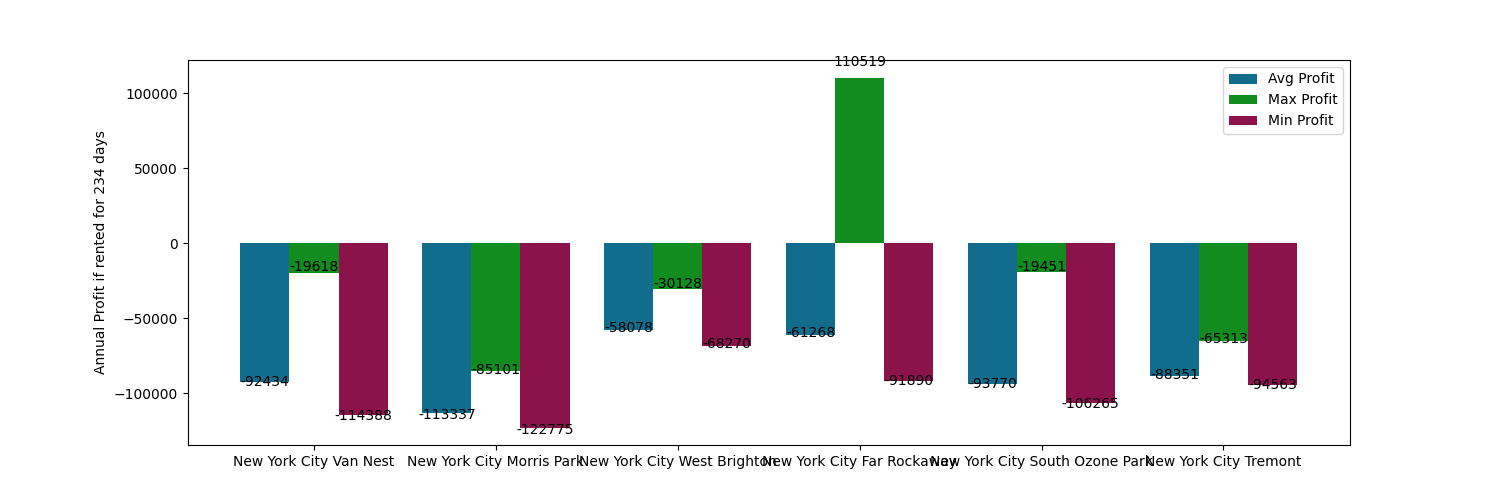 110519
Avg Profit
Max Profit
Min Profit
Annual Profit if rented for 234 days
100000
50000
0
−50000
−100000
-92434
-19618
-114388
-113337
-85101
-122775
-58078
-30128
-68270
-61268
-91890
-93770
-19451
-106265
-88351
-65313
-94563
New York City Van Nest
New York City Morris Park
New York City West Brighton
New York City Far Rockaway
New York City South Ozone Park
New York City Tremont